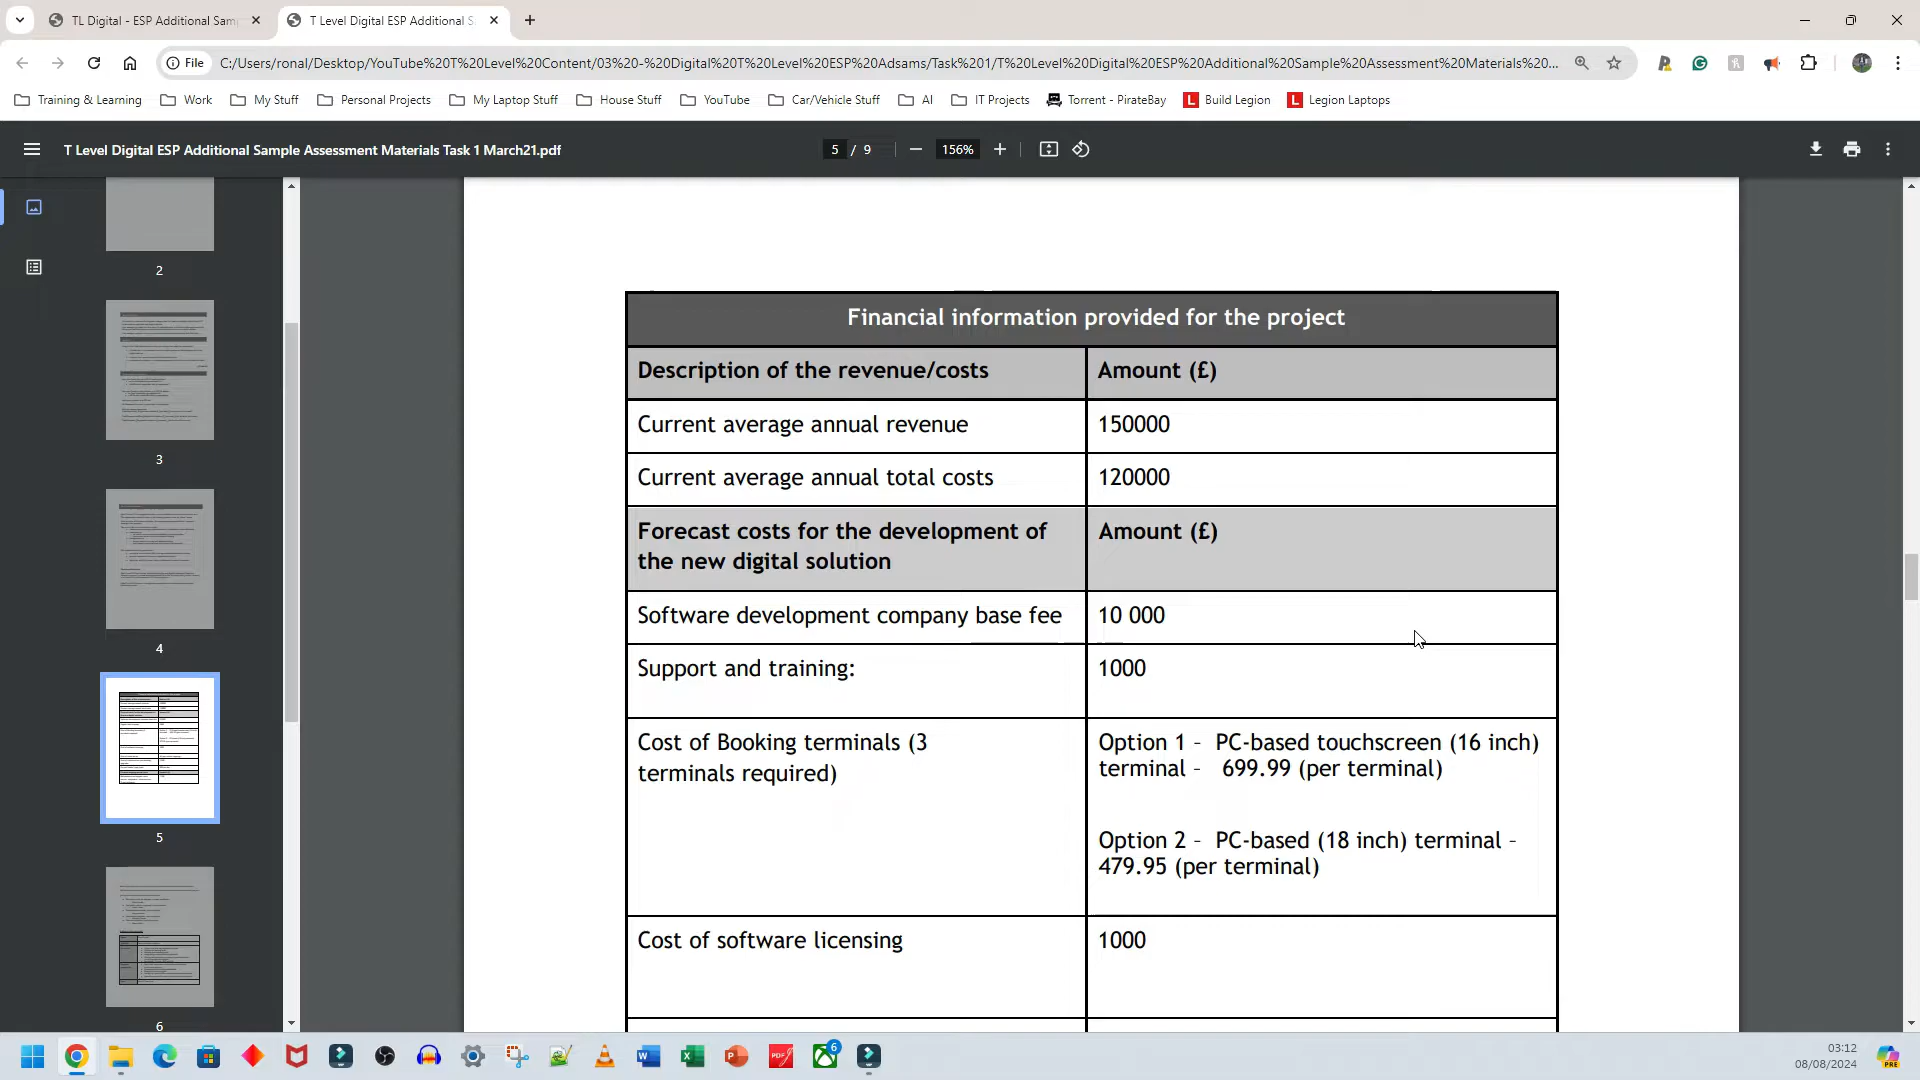 TL Digital - ESP Additional Sam
T Level Digital ESP Additional S
File
C:/Users/ronal/Desktop/YouTube%20T%20Level%20Content/03%20-%20Digital%20T%20Level%20ESP%20Adsams/Task%201/T%20Level%20Digital%20ESP%20Additional%20Sample%20Assessment%20Materials%20...
Training & Learning
Work
My Stuff
Personal Projects
My Laptop Stuff
House Stuff
YouTube
Car/Vehicle Stuff
AI
IT Projects
Torrent - PirateBay
Build Legion
Legion Laptops
T Level Digital ESP Additional Sample Assessment Materials Task 1 March21.pdf
5 / 9
156%
2
3
4
5
6
Financial information provided for the project
Description of the revenue/costs
Amount (£)
Current average annual revenue
150000
Current average annual total costs
120000
Forecast costs for the development of
the new digital solution
Amount (£)
Software development company base fee
10 000
Support and training:
1000
Cost of Booking terminals (3
terminals required)
Option 1 - PC-based touchscreen (16 inch)
terminal - 699.99 (per terminal)
Option 2 - PC-based (18 inch) terminal -
479.95 (per terminal)
Cost of software licensing
1000
6
03:12
08/08/2024